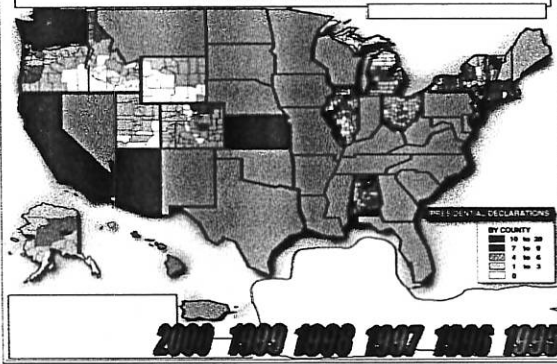 PRESIDENTIAL DECLARATIONS
BY COUNTY
10 to 20
7 to 9
4 to 6
1 to 3
0
2000 1999 1998 1997 1996